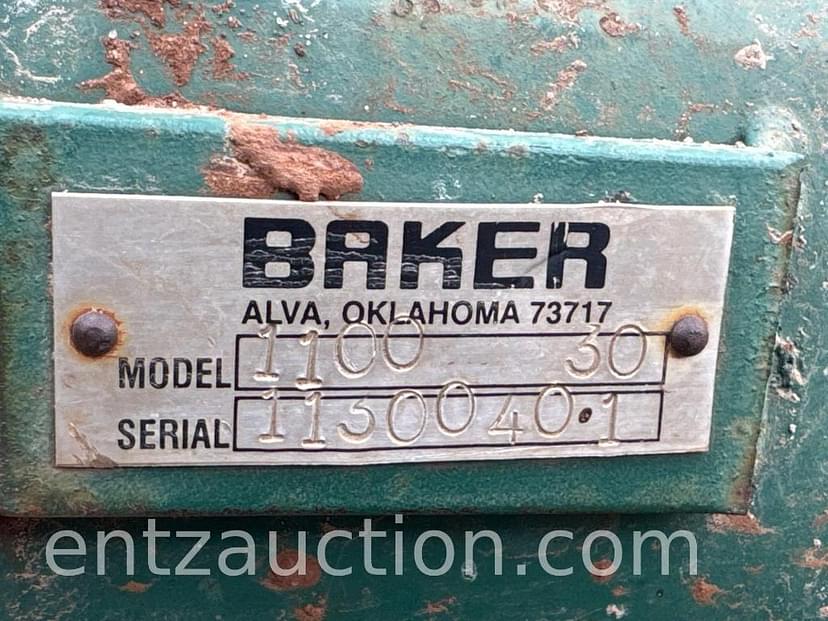 BAKER
ALVA, OKLAHOMA 73717
MODEL 1100 30
SERIAL 1130040.1
entzauction.com